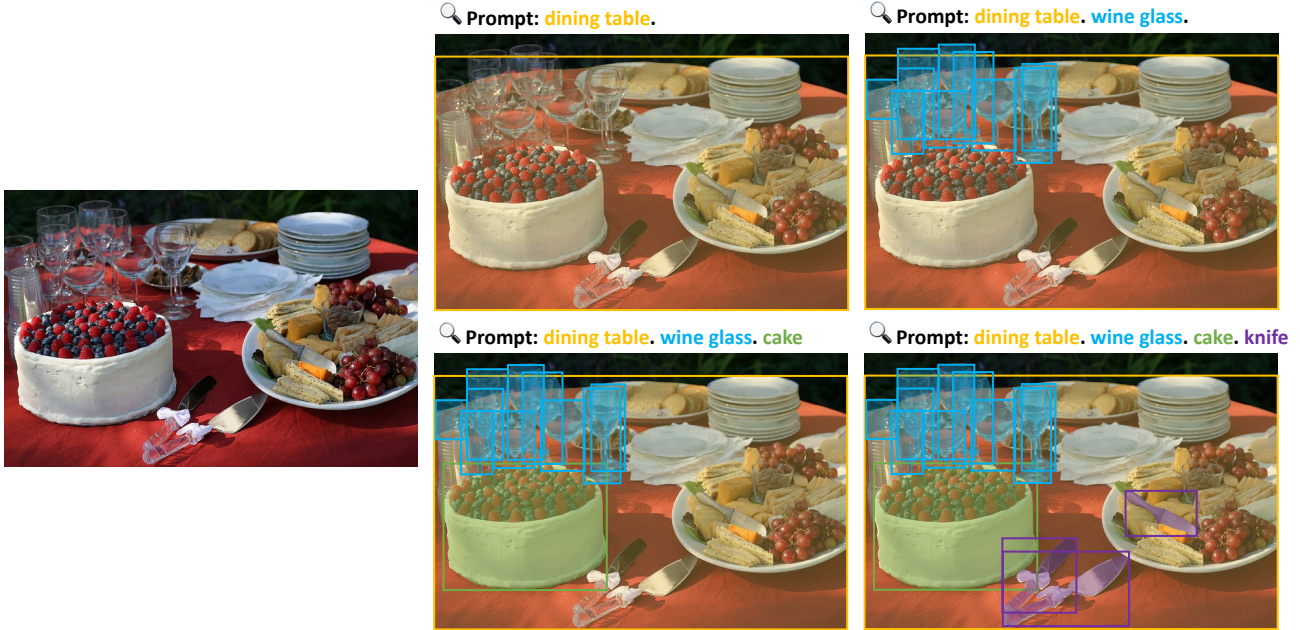 Prompt: dining table.
Prompt: dining table. wine glass.
Prompt: dining table. wine glass. cake
Prompt: dining table. wine glass. cake. knife